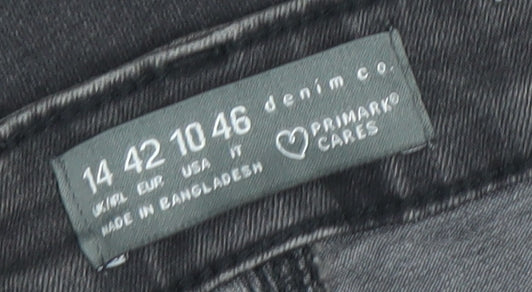 14 42 10 46 denim co.
UK/IRL EUR USA IT PRIMARK®
MADE IN BANGLADESH CARES